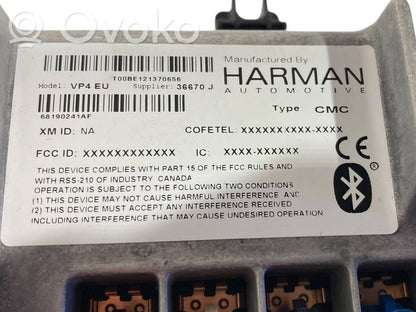 OVOKO
Manufactured By
T00BE121370656
HARMAN
Model: VP4 EU Supplier: 36670 J
AUTOMOTIVE
Type: CMC
68190241AF
XM ID: NA COFETEL: XXXXXXX XXX-XXXX
FCC ID: XXXXXXXXXXXXX IC: XXXX-XXXXXX
CE
THIS DEVICE COMPLIES WITH PART 15 OF THE FCC RULES AND
WITH RSS-210 OF INDUSTRY CANADA
OPERATION IS SUBJECT TO THE FOLLOWING TWO CONDITIONS
(1) THIS DEVICE MAY NOT CAUSE HARMFUL INTERFERENCE AND
(2) THIS DEVICE MUST ACCEPT ANY INTERFERENCE RECEIVED
INCLUDING INTERFERENCE THAT MAY CAUSE UNDESIRED OPERATION